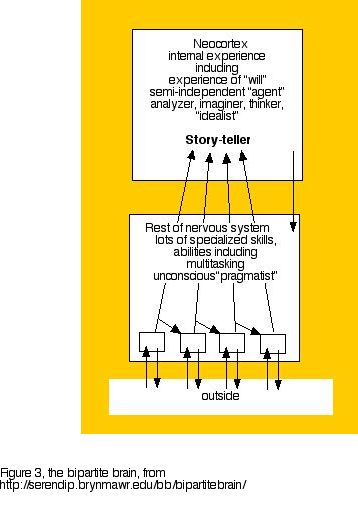 Neocortex
internal experience
including
experience of "will"
semi-independent "agent"
analyzer, imaginer, thinker,
"idealist"
Story-teller
Rest of nervous system
lots of specialized skills,
abilities including
multitasking
unconscious"pragmatist"
outside
Figure 3, the bipartite brain, from
http://serendip.brynmawr.edu/bb/bipartitebrain/